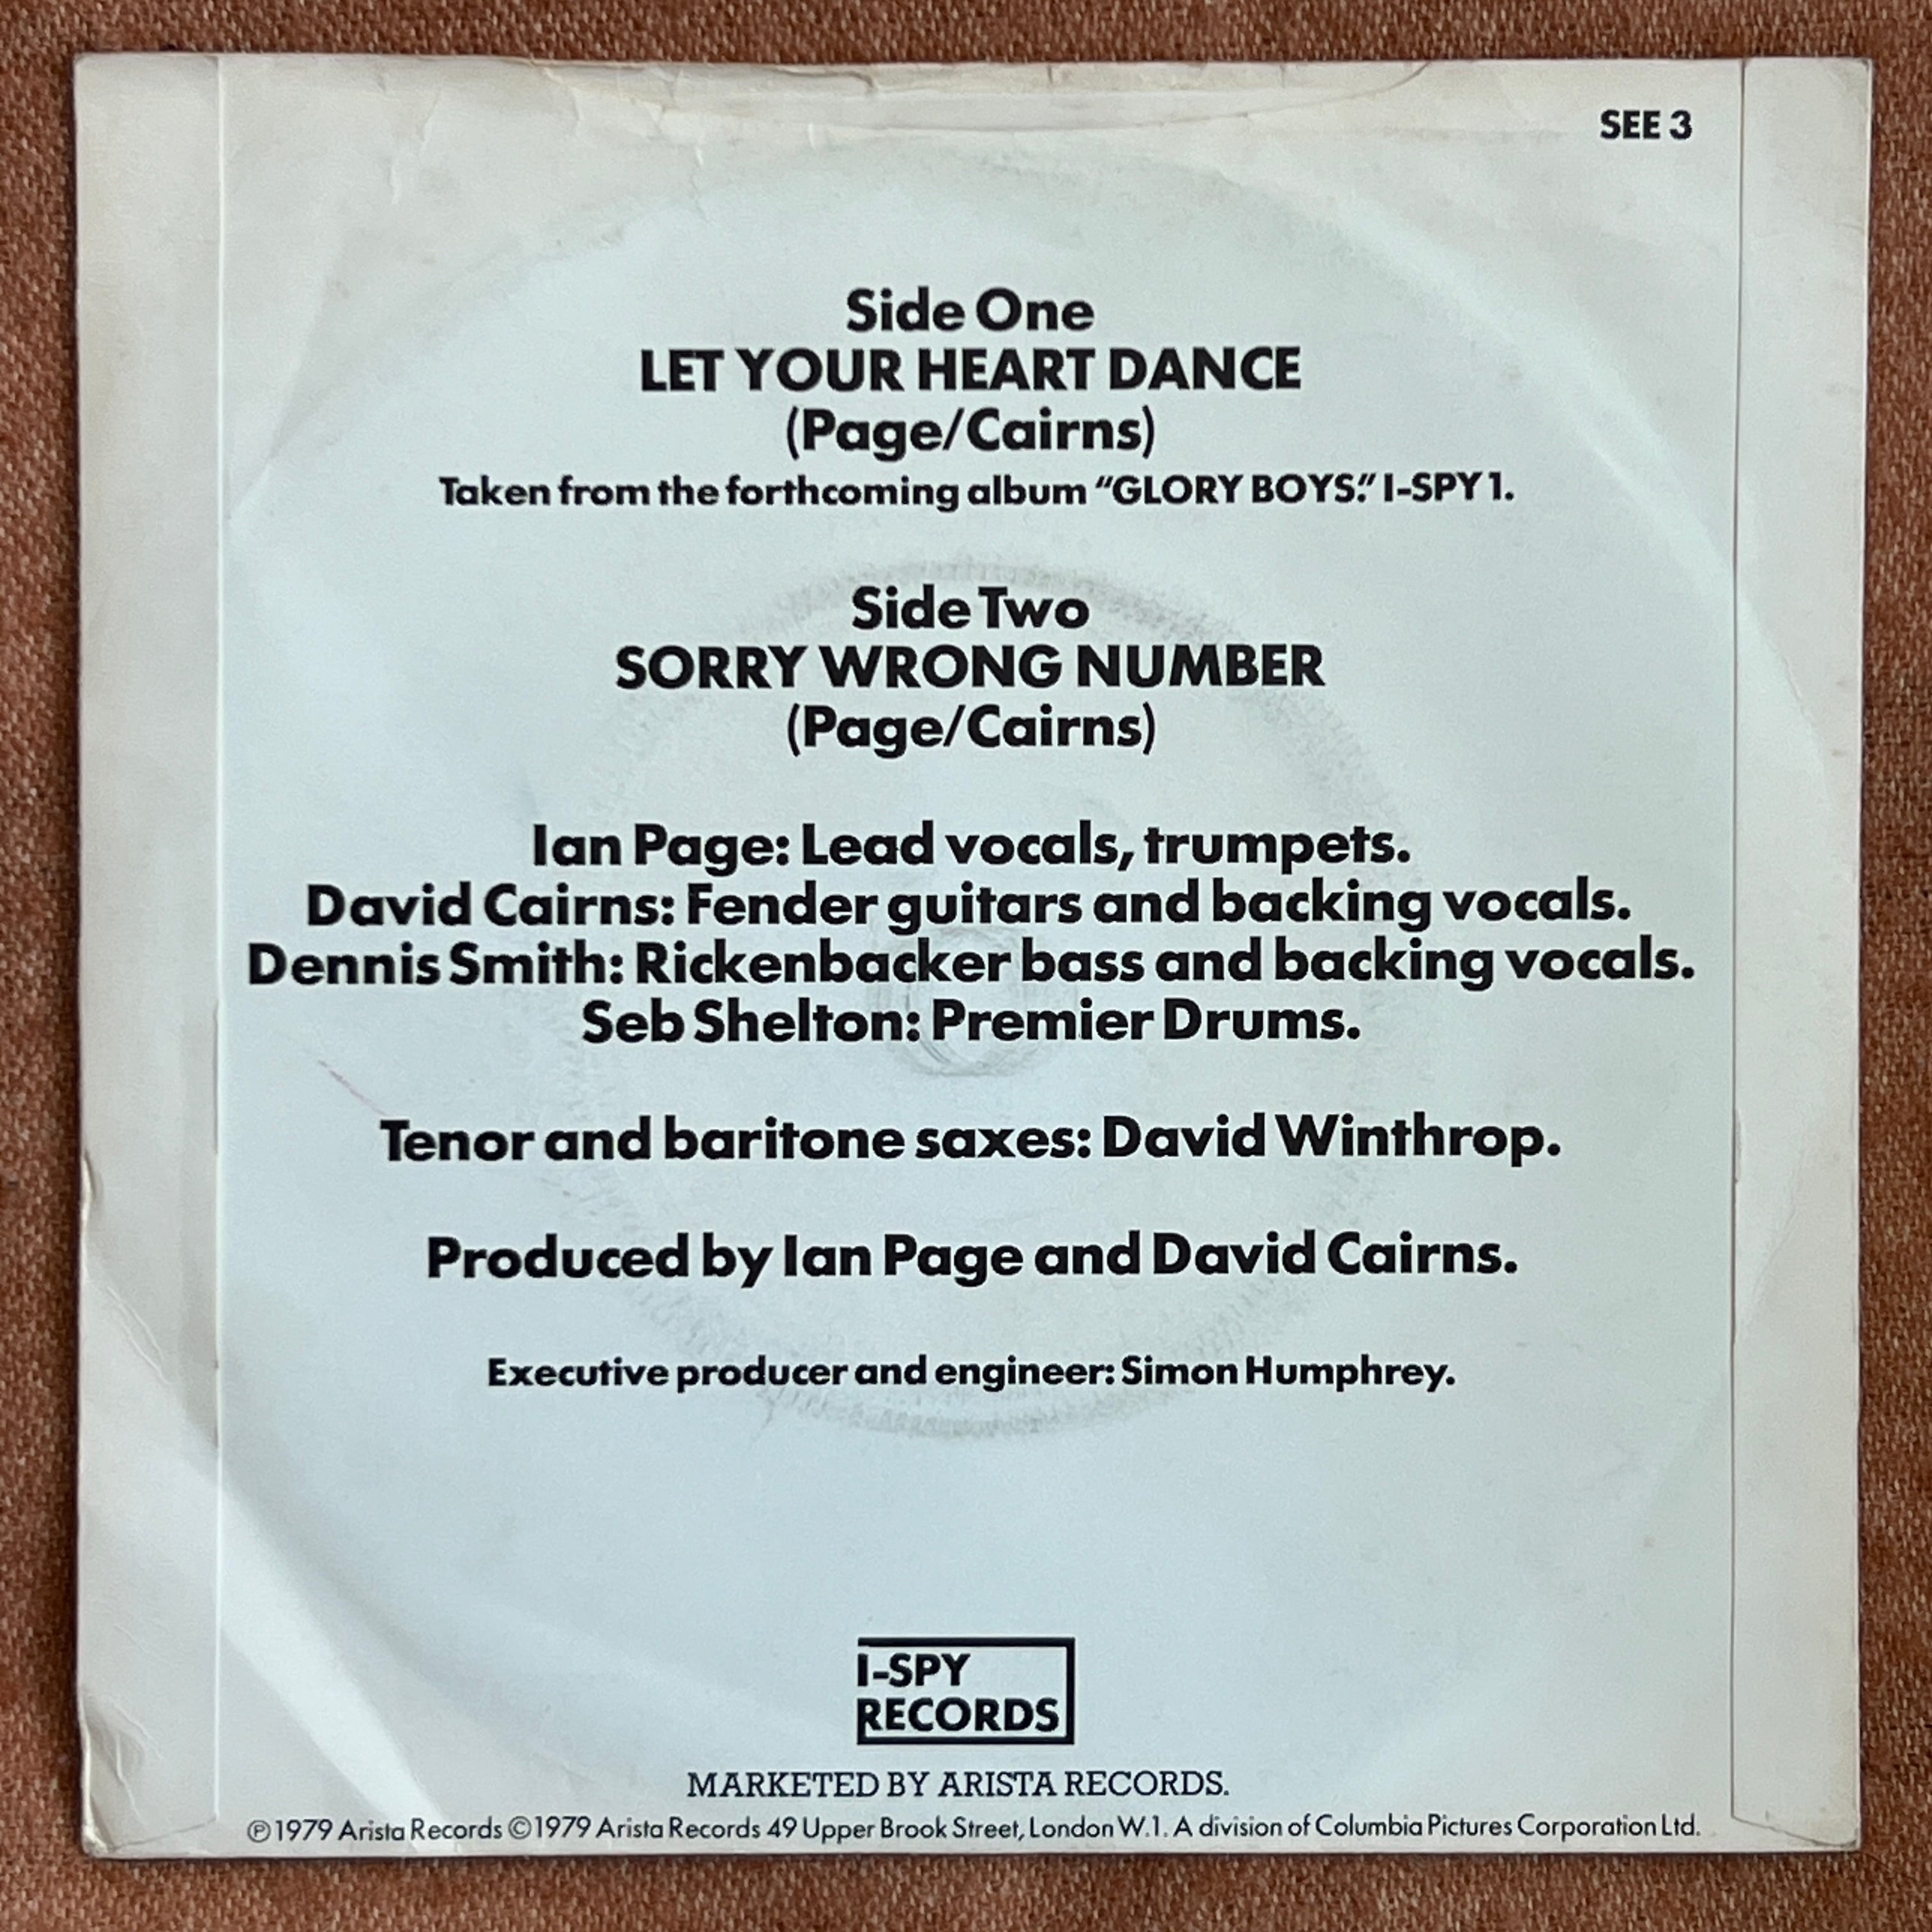 SEE 3
Side One
LET YOUR HEART DANCE
(Page/Cairns)
Taken from the forthcoming album “GLORY BOYS.” I-SPY 1.
Side Two
SORRY WRONG NUMBER
(Page/Cairns)
Ian Page: Lead vocals, trumpets.
David Cairns: Fender guitars and backing vocals.
Dennis Smith: Rickenbacker bass and backing vocals.
Seb Shelton: Premier Drums.
Tenor and baritone saxes: David Winthrop.
Produced by Ian Page and David Cairns.
Executive producer and engineer: Simon Humphrey.
I-SPY
RECORDS
MARKETED BY ARISTA RECORDS.
℗1979 Arista Records ©1979 Arista Records 49 Upper Brook Street, London W.1. A division of Columbia Pictures Corporation Ltd.